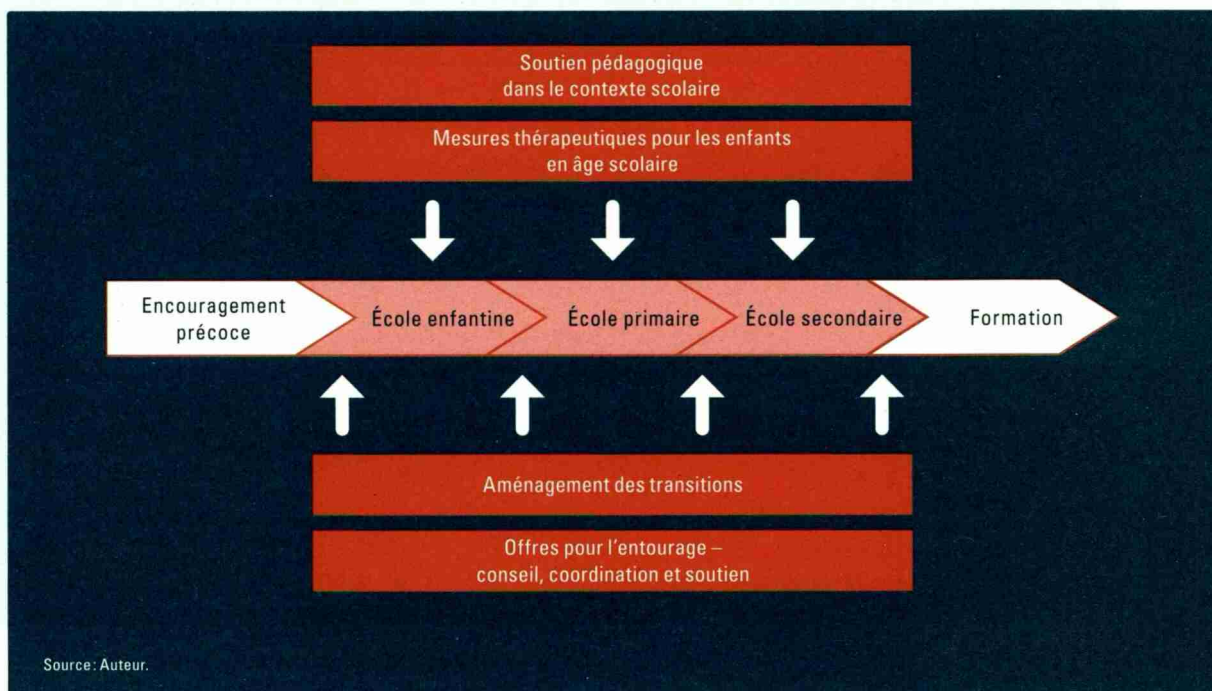 Soutien pédagogique
dans le contexte scolaire
Mesures thérapeutiques pour les enfants
en âge scolaire
Encouragement
précoce
École enfantine
École primaire
École secondaire
Formation
Aménagement des transitions
Offres pour l'entourage –
conseil, coordination et soutien
Source: Auteur.